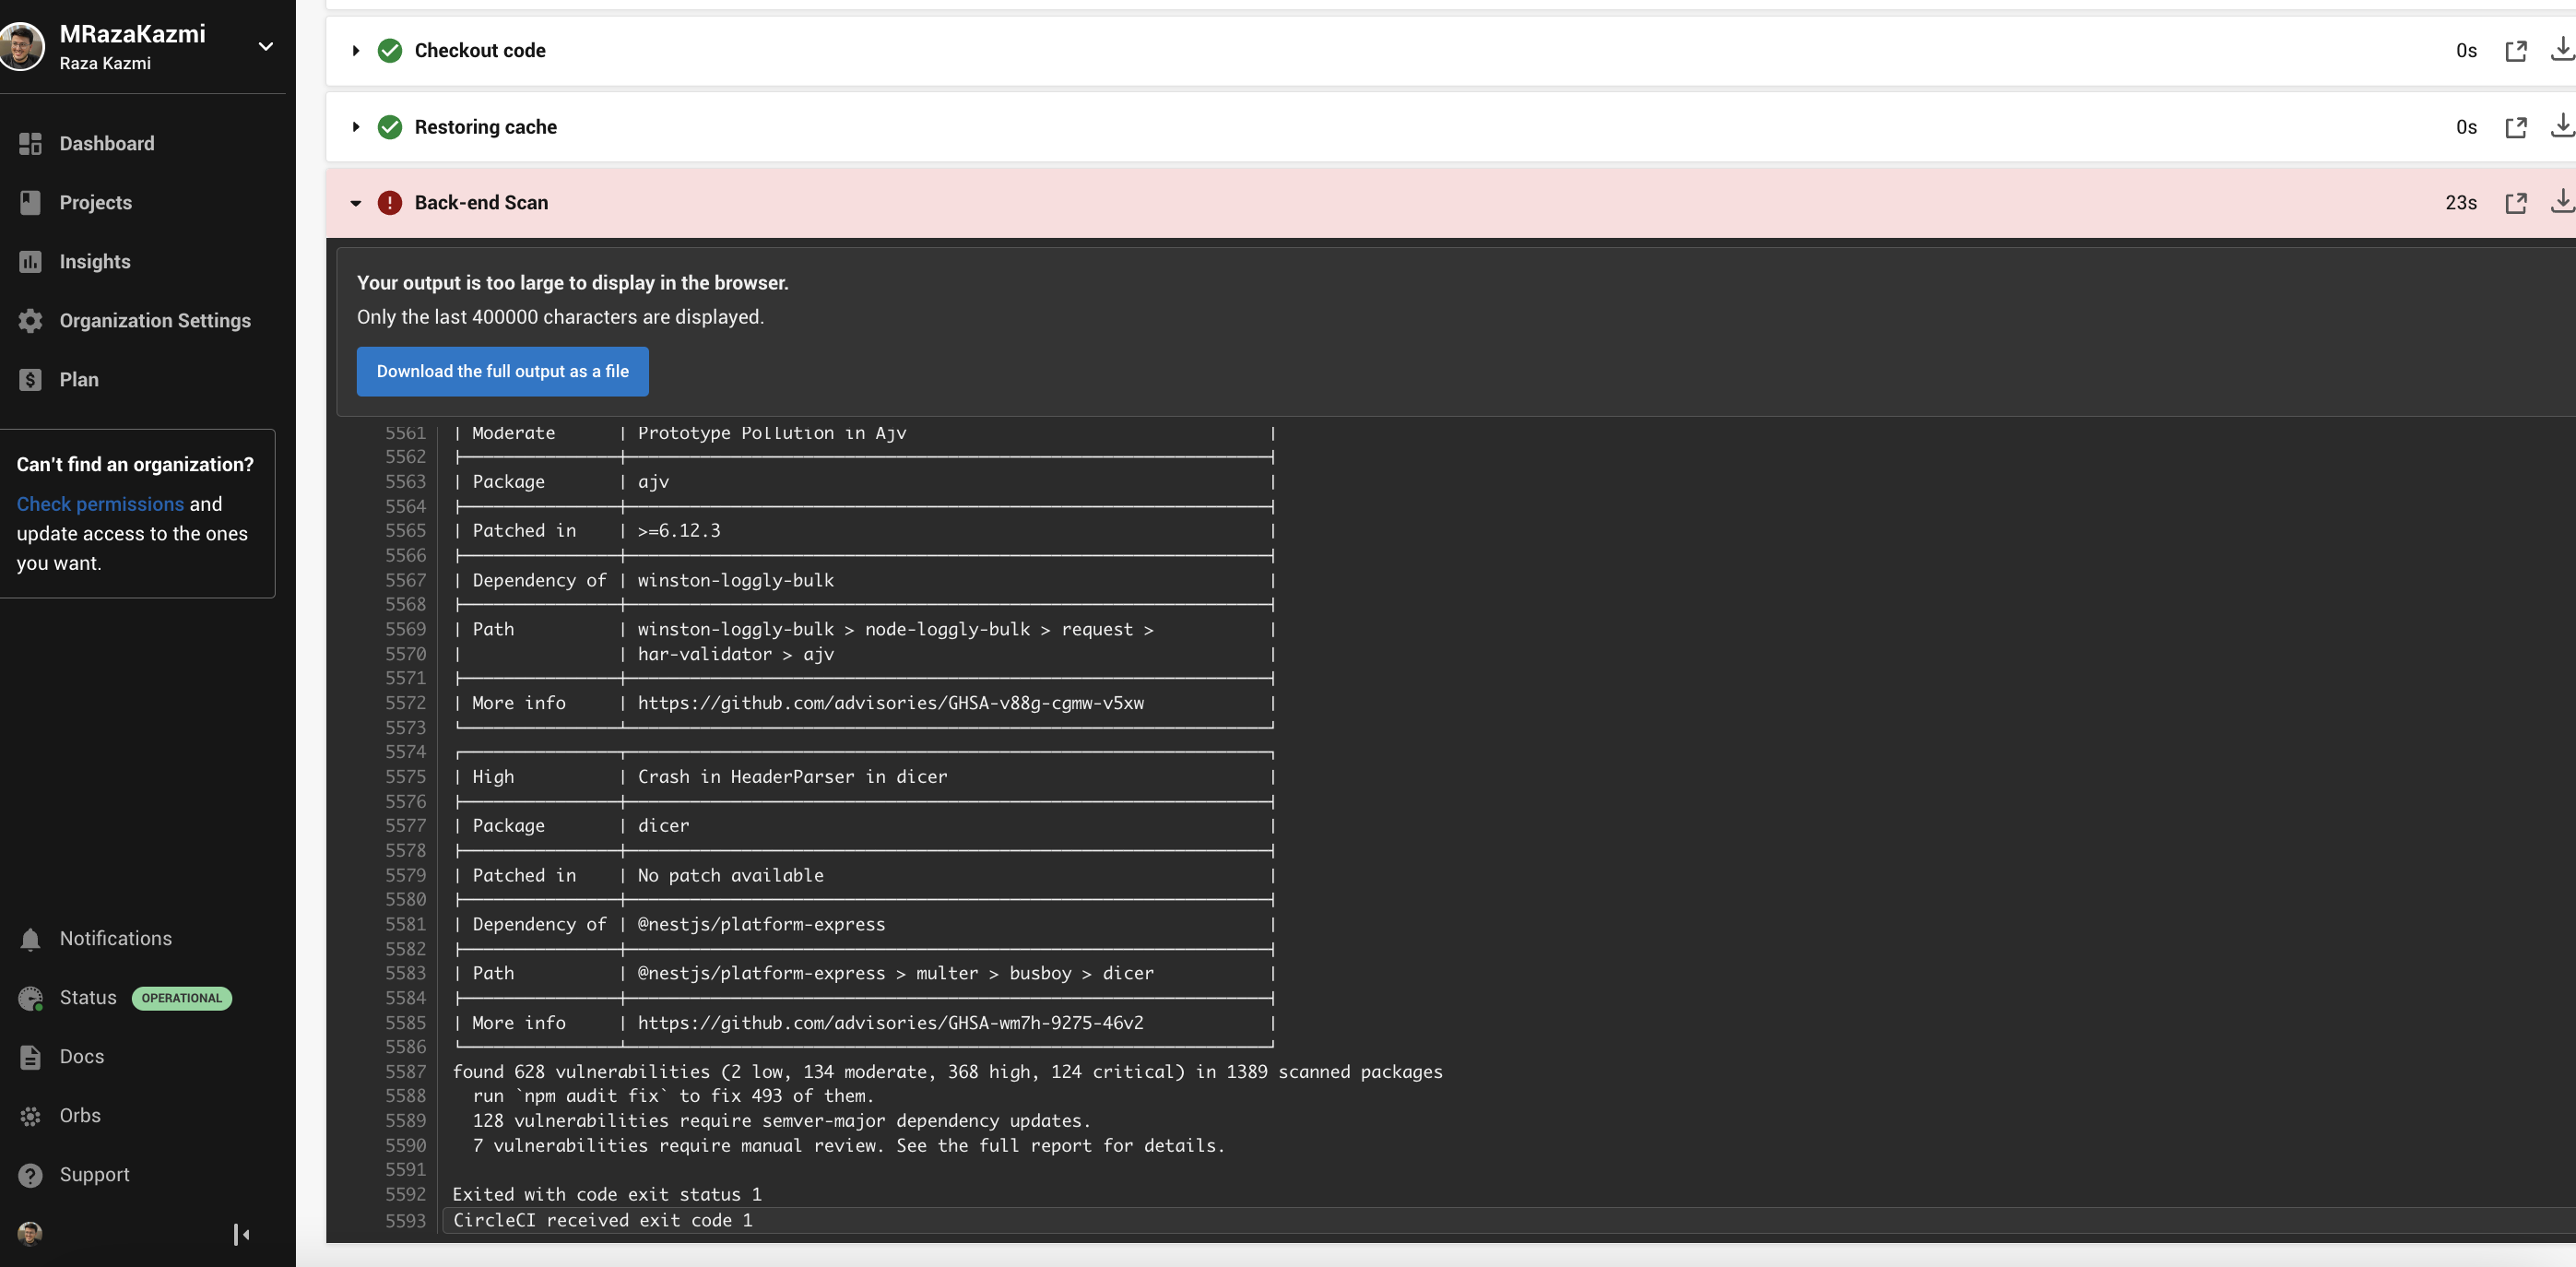 MRazaKazmi
Raza Kazmi
Dashboard
Projects
Insights
Organization Settings
Plan
Can't find an organization?
Check permissions and
update access to the ones
you want.
Notifications
Status OPERATIONAL
Docs
Orbs
Support
Checkout code 0s
Restoring cache 0s
Back-end Scan 23s
Your output is too large to display in the browser.
Only the last 400000 characters are displayed.
Download the full output as a file
5561 | Moderate | Prototype Pollution in Ajv |
5562
5563 | Package | ajv |
5564
5565 | Patched in | >=6.12.3 |
5566
5567 | Dependency of | winston-loggly-bulk |
5568
5569 | Path | winston-loggly-bulk > node-loggly-bulk > request > |
5570 | | har-validator > ajv |
5571
5572 | More info | https://github.com/advisories/GHSA-v88g-cgmw-v5xw |
5573
5574
5575 | High | Crash in HeaderParser in dicer |
5576
5577 | Package | dicer |
5578
5579 | Patched in | No patch available |
5580
5581 | Dependency of | @nestjs/platform-express |
5582
5583 | Path | @nestjs/platform-express > multer > busboy > dicer |
5584
5585 | More info | https://github.com/advisories/GHSA-wm7h-9275-46v2 |
5586
5587 found 628 vulnerabilities (2 low, 134 moderate, 368 high, 124 critical) in 1389 scanned packages
5588 run `npm audit fix` to fix 493 of them.
5589 128 vulnerabilities require semver-major dependency updates.
5590 7 vulnerabilities require manual review. See the full report for details.
5591
5592 Exited with code exit status 1
5593 CircleCI received exit code 1